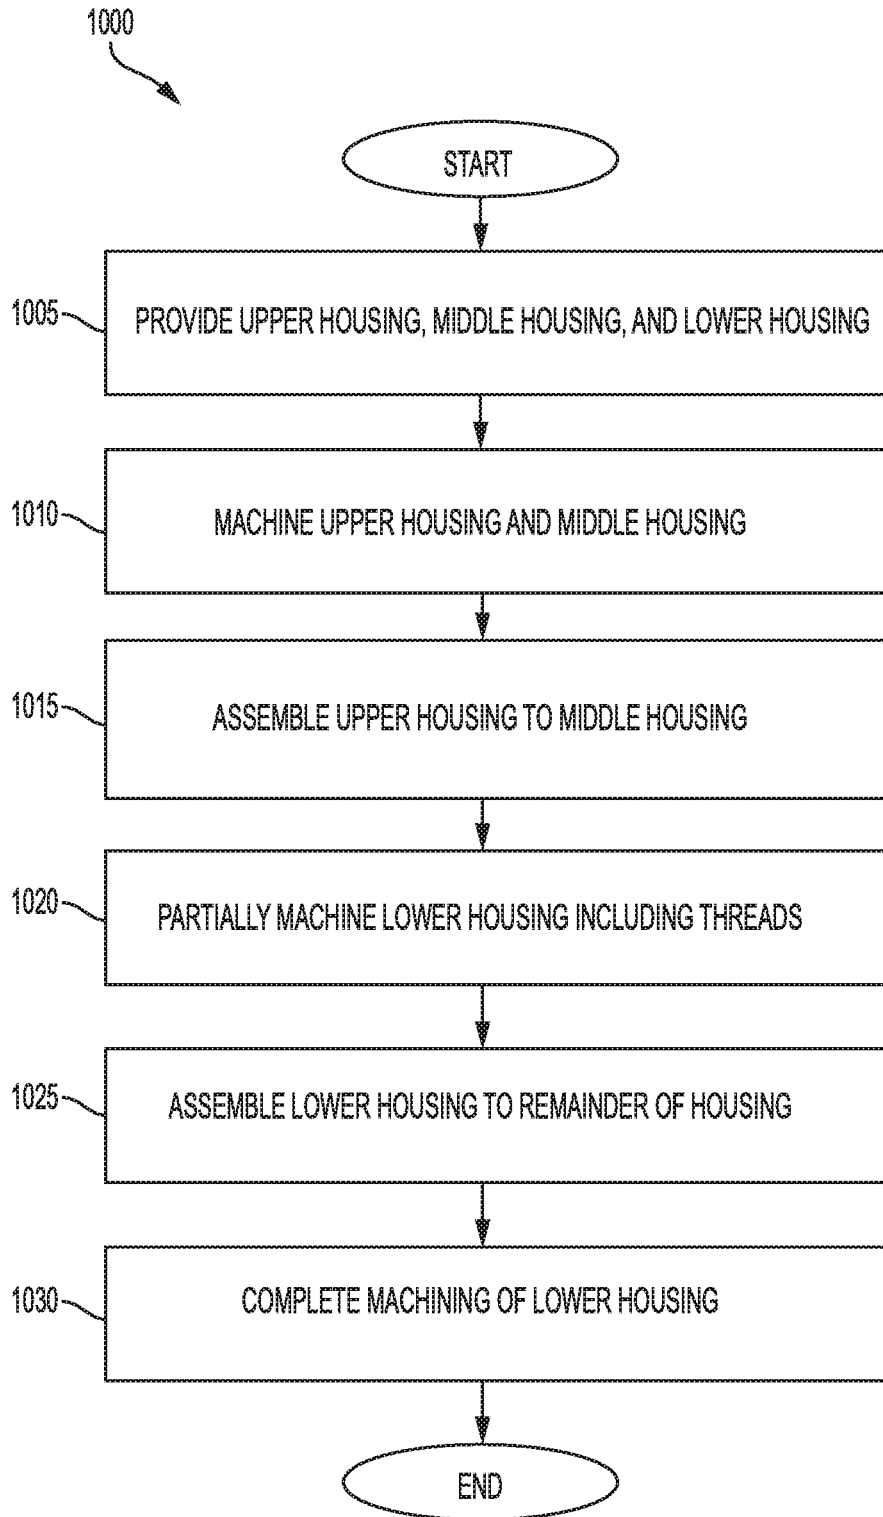 1000
START
1005
PROVIDE UPPER HOUSING, MIDDLE HOUSING, AND LOWER HOUSING
1010
MACHINE UPPER HOUSING AND MIDDLE HOUSING
1015
ASSEMBLE UPPER HOUSING TO MIDDLE HOUSING
1020
PARTIALLY MACHINE LOWER HOUSING INCLUDING THREADS
1025
ASSEMBLE LOWER HOUSING TO REMAINDER OF HOUSING
1030
COMPLETE MACHINING OF LOWER HOUSING
END